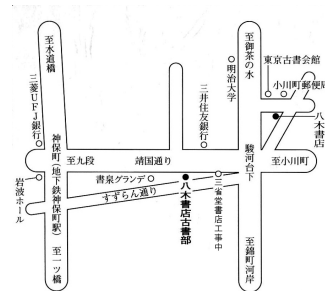 至水道橋
三菱UFJ銀行
神保町（地下鉄神保町駅）
至一ツ橋
岩波ホール
至九段
靖国通り
書泉グランデ
すずらん通り
八木書店古書部
三井住友銀行
三省堂書店工事中
明治大学
至御茶の水
東京古書会館
小川町郵便局
八木書店
駿河台下
至小川町
至錦町河岸